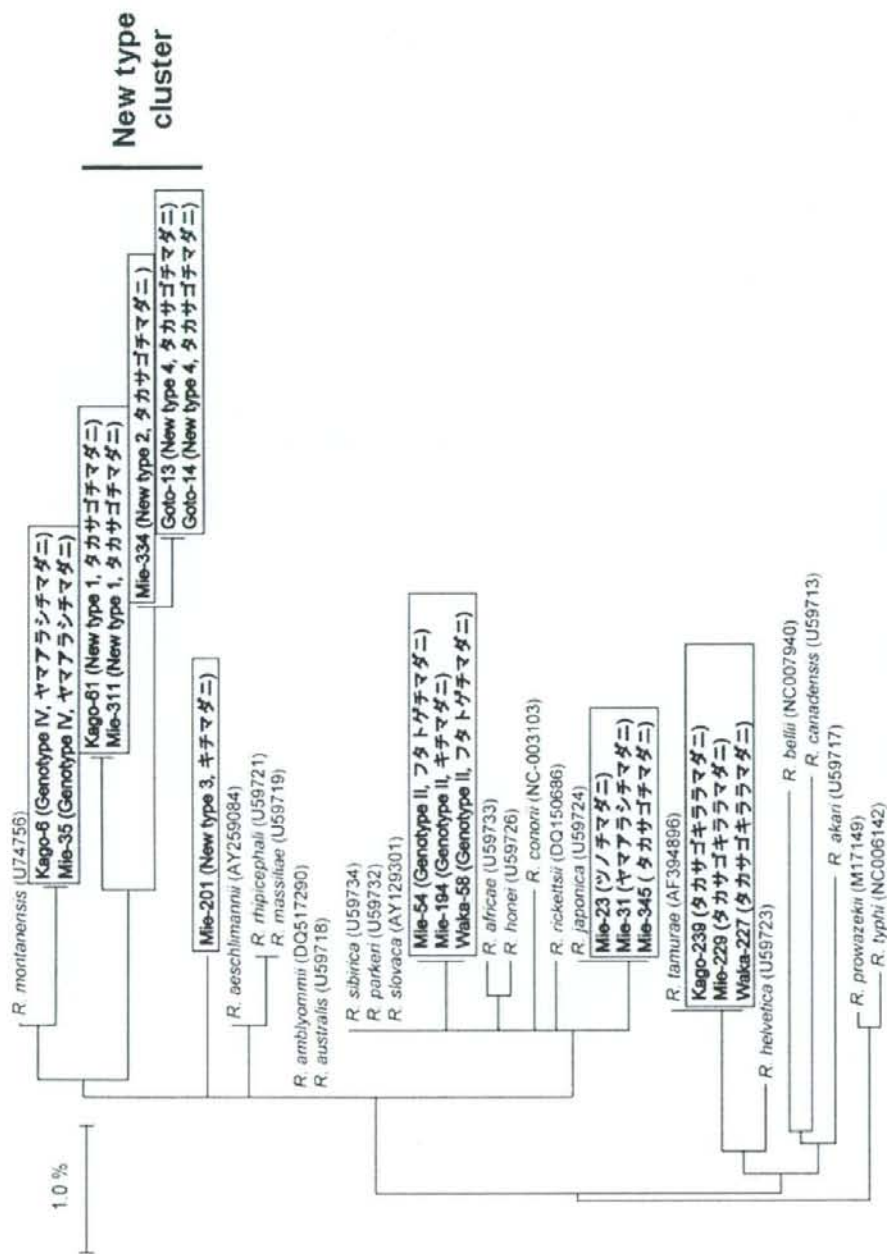 R. montanensis (U74756)
Kago-6 (Genotype IV, ヤマアラシチマダニ)
Mie-35 (Genotype IV, ヤマアラシチマダニ)
Kago-61 (New type 1, タカサゴチマダニ)
Mie-311 (New type 1, タカサゴチマダニ)
Mie-334 (New type 2, タカサゴチマダニ)
Goto-13 (New type 4, タカサゴチマダニ)
Goto-14 (New type 4, タカサゴチマダニ)
New type
cluster
Mie-201 (New type 3, キチマダニ)
R. aeschlimannii (AY259084)
R. rhipicephali (U59721)
R. massiliae (U59719)
R. amblyommii (DQ517290)
R. australis (U59718)
R. sibirica (U59734)
R. parkeri (U59732)
R. slovaca (AY129301)
Mie-54 (Genotype II, フタトゲチマダニ)
Mie-194 (Genotype II, キチマダニ)
Waka-58 (Genotype II, フタトゲチマダニ)
R. africae (U59733)
R. honei (U59726)
R. conorii (NC-003103)
R. rickettsii (DQ150686)
R. japonica (U59724)
Mie-23 (ツノチマダニ)
Mie-31 (ヤマアラシチマダニ)
Mie-345 (タカサゴチマダニ)
R. tamurae (AF394896)
Kago-239 (タカサゴキララマダニ)
Mie-229 (タカサゴキララマダニ)
Waka-227 (タカサゴキララマダニ)
R. helvetica (U59723)
R. bellii (NC007940)
R. canadensis (U59713)
R. akari (U59717)
R. prowazekii (M17149)
R. typhii (NC006142)
1.0 %